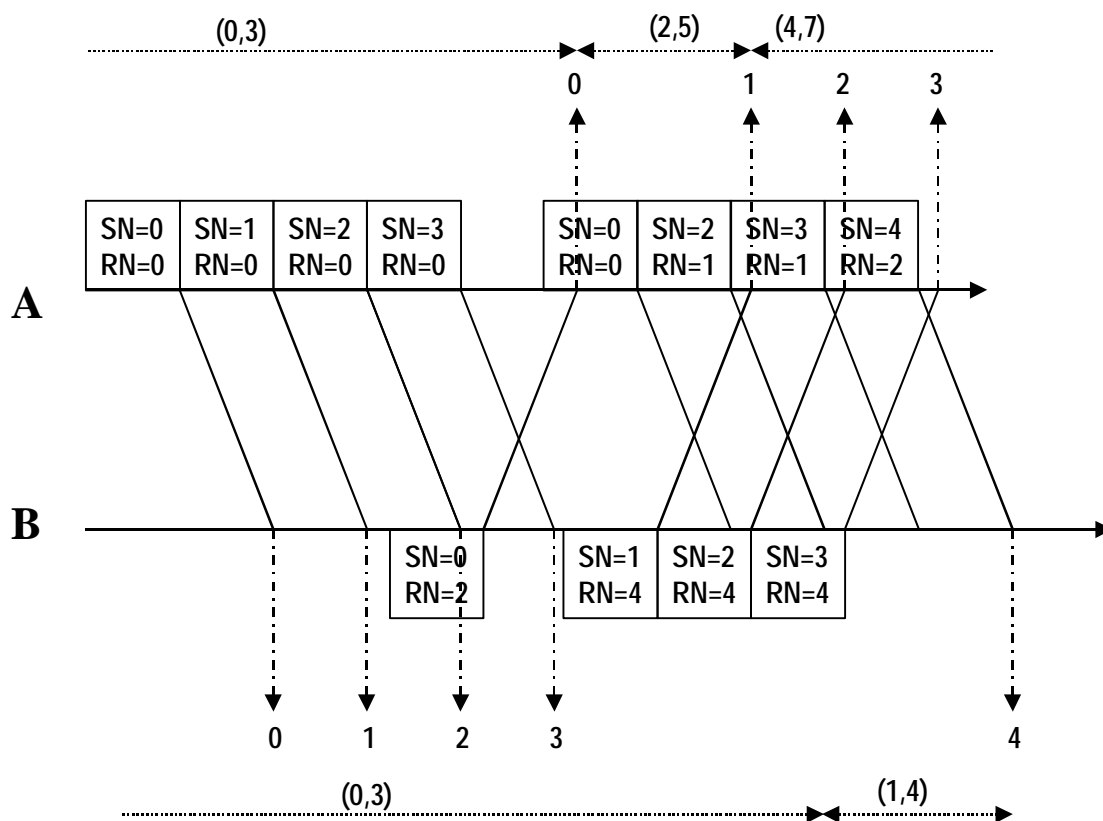 (0,3) (2,5) (4,7)
0 1 2 3
SN=0 SN=1 SN=2 SN=3 SN=0 SN=2 SN=3 SN=4
RN=0 RN=0 RN=0 RN=0 RN=0 RN=1 RN=1 RN=2
A
B
SN=0 SN=1 SN=2 SN=3
RN=2 RN=4 RN=4 RN=4
0 1 2 3 4
(0,3) (1,4)